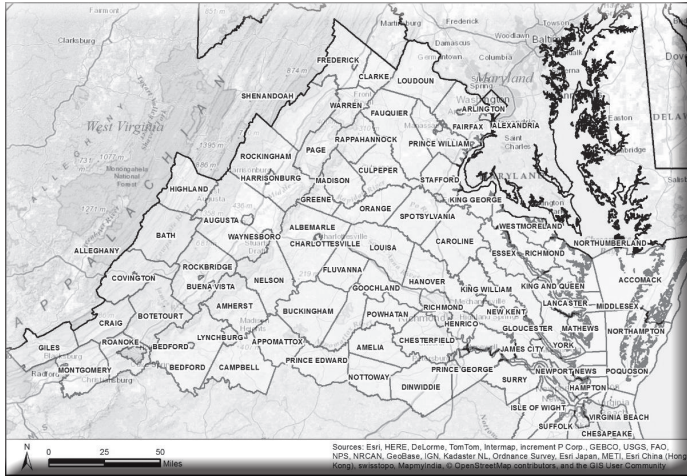 Fairmont
Clarksburg
Martinsburg
Frederick
Towson
Woodlawn
Damascus
Columbia
Germantown
FREDERICK
CLARKE
LOUDOUN
Maryland
SHENANDOAH
874 m
WARREN
FAUQUIER
Washington
ARLINGTON
FAIRFAX
ALEXANDRIA
Easton
West Virginia
RAPPAHANNOCK
PRINCE WILLIAM
Saint
Charles
ROCKINGHAM
PAGE
HARRISONBURG
CULPEPER
MADISON
STAFFORD
Monongahela
National
Forest
HIGHLAND
GREENE
ORANGE
KING GEORGE
AUGUSTA
SPOTSYLVANIA
WESTMORELAND
BATH
WAYNESBORO
ALBEMARLE
CHARLOTTESVILLE
LOUISA
CAROLINE
NORTHUMBERLAND
ALLEGHANY
ESSEX
RICHMOND
ROCKBRIDGE
FLUVANNA
ACCOMACK
COVINGTON
BUENA VISTA
NELSON
GOOCHLAND
HANOVER
KING WILLIAM
KING AND QUEEN
AMHERST
BUCKINGHAM
RICHMOND
LANCASTER
MIDDLESEX
CRAIG
BOTETOURT
POWHATAN
NEW KENT
HENRICO
GLOUCESTER
MATHEWS
NORTHAMPTON
LYNCHBURG
APPOMATTOX
GILES
ROANOKE
BEDFORD
AMELIA
CHESTERFIELD
JAMES CITY
YORK
MONTGOMERY
BEDFORD
CAMPBELL
PRINCE EDWARD
PRINCE GEORGE
NEWPORT NEWS
POQUOSON
NOTTOWAY
DINWIDDIE
SURRY
HAMPTON
ISLE OF WIGHT
VIRGINIA BEACH
SUFFOLK
CHESAPEAKE
N
0 25 50
Miles
Sources: Esri, HERE, DeLorme, TomTom, Intermap, increment P Corp., GEBCO, USGS, FAO,
NPS, NRCAN, GeoBase, IGN, Kadaster NL, Ordnance Survey, Esri Japan, METI, Esri China (Hong
Kong), swisstopo, MapmyIndia, © OpenStreetMap contributors, and the GIS User Community